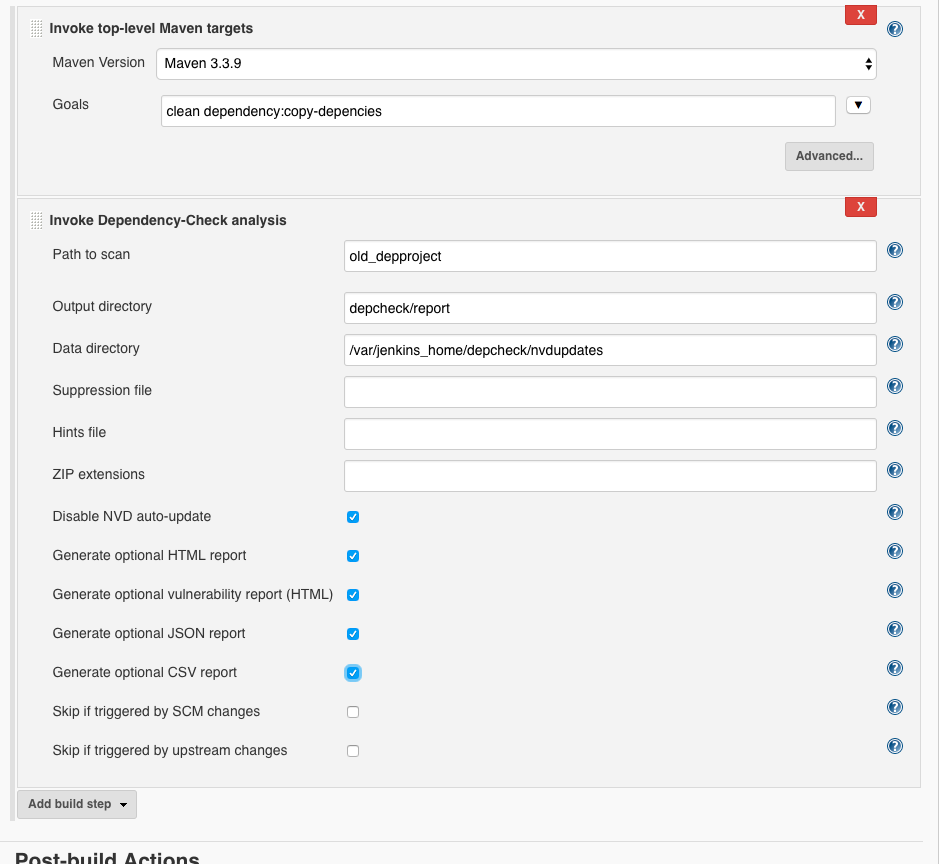 X
Invoke top-level Maven targets
?
Maven Version Maven 3.3.9
Goals clean dependency:copy-depencies
Advanced...
X
Invoke Dependency-Check analysis
Path to scan old_depproject ?
Output directory depcheck/report ?
Data directory /var/jenkins_home/depcheck/nvdupdates ?
Suppression file ?
Hints file ?
ZIP extensions ?
Disable NVD auto-update ?
Generate optional HTML report ?
Generate optional vulnerability report (HTML) ?
Generate optional JSON report ?
Generate optional CSV report ?
Skip if triggered by SCM changes ?
Skip if triggered by upstream changes ?
Add build step
Post-build Actions